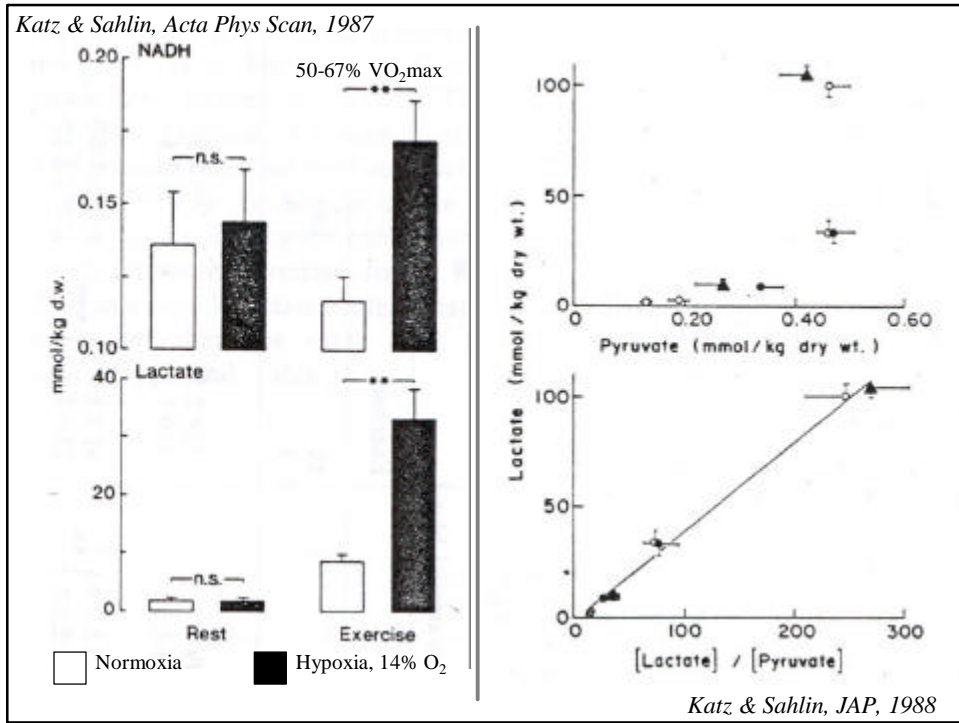 Katz & Sahlin, Acta Phys Scan, 1987
NADH
0.20
0.15
0.10
50-67% VO₂max
n.s.
**
mmol/kg d.w.
Lactate
40
20
0
n.s.
**
Rest
Exercise
Normoxia
Hypoxia, 14% O₂
Lactate (mmol/kg dry wt.)
100
50
0
0.20
0.40
0.60
Pyruvate (mmol/kg dry wt.)
100
50
0
0
100
200
300
[Lactate] / [Pyruvate]
Katz & Sahlin, JAP, 1988